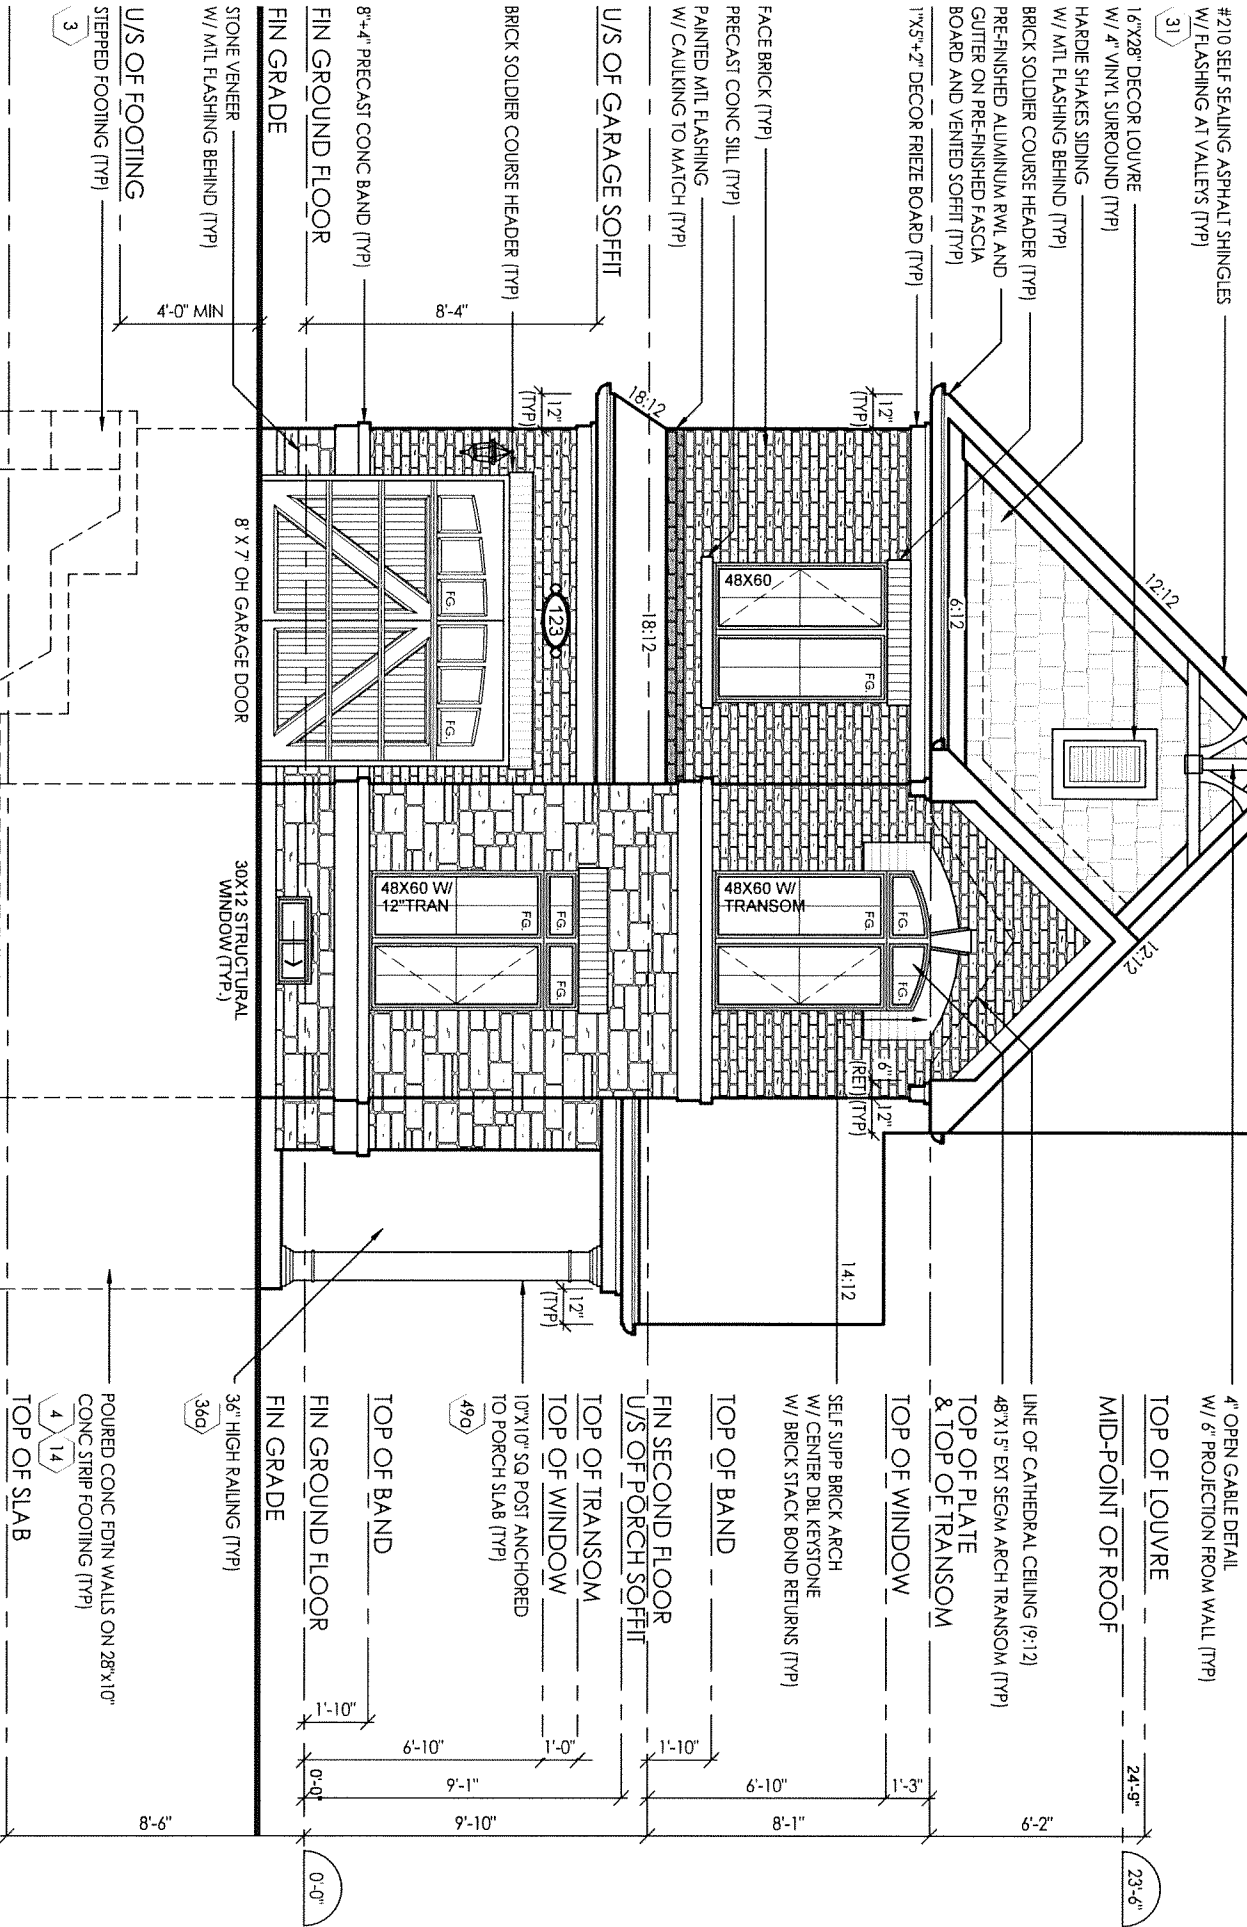 #210 SELF SEALING ASPHALT SHINGLES
W/ FLASHING AT VALLEYS (TYP)
31
16"X28" DECOR LOUVRE
W/ 4" VINYL SURROUND (TYP)
HARDIE SHAKES SIDING
W/ MTL FLASHING BEHIND (TYP)
BRICK SOLDIER COURSE HEADER (TYP)
PRE-FINISHED ALUMINUM RWL AND
GUTTER ON PRE-FINISHED FASCIA
BOARD AND VENTED SOFFIT (TYP)
1"X5"+2" DECOR FRIEZE BOARD (TYP)
FACE BRICK (TYP)
PRECAST CONC SILL (TYP)
PAINTED MTL FLASHING
W/ CAULKING TO MATCH (TYP)
U/S OF GARAGE SOFFIT
BRICK SOLDIER COURSE HEADER (TYP)
8"+4" PRECAST CONC BAND (TYP)
FIN GROUND FLOOR
FIN GRADE
STONE VENEER
W/ MTL FLASHING BEHIND (TYP)
U/S OF FOOTING
STEPPED FOOTING (TYP)
3
8'-4"
4'-0" MIN
12:12
6:12
12:12
12"
(TYP)
18:12
18:12
12"
(TYP)
48X60
FG.
123
FG.
FG.
8' X 7' OH GARAGE DOOR
48X60 W/
TRANSOM
FG.
FG.
FG.
6"
(RET)
12"
(TYP)
48X60 W/
12"TRAN
FG.
FG.
FG.
30X12 STRUCTURAL
WINDOW (TYP.)
14:12
12"
(TYP)
4" OPEN GABLE DETAIL
W/ 6" PROJECTION FROM WALL (TYP)
TOP OF LOUVRE
MID-POINT OF ROOF
LINE OF CATHEDRAL CEILING (9:12)
48"X15" EXT SEGM ARCH TRANSOM (TYP)
TOP OF PLATE
& TOP OF TRANSOM
TOP OF WINDOW
SELF SUPP BRICK ARCH
W/ CENTER DBL KEYSTONE
W/ BRICK STACK BOND RETURNS (TYP)
TOP OF BAND
FIN SECOND FLOOR
U/S OF PORCH SOFFIT
TOP OF TRANSOM
TOP OF WINDOW
10"X10" SQ POST ANCHORED
TO PORCH SLAB (TYP)
49a
TOP OF BAND
FIN GROUND FLOOR
FIN GRADE
36" HIGH RAILING (TYP)
36a
POURED CONC FDTN WALLS ON 28"x10"
CONC STRIP FOOTING (TYP)
4
14
TOP OF SLAB
1'-10"
6'-10"
1'-0"
9'-1"
0'-0"
1'-10"
6'-10"
1'-3"
24'-9"
8'-6"
9'-10"
8'-1"
6'-2"
0'-0"
23'-6"